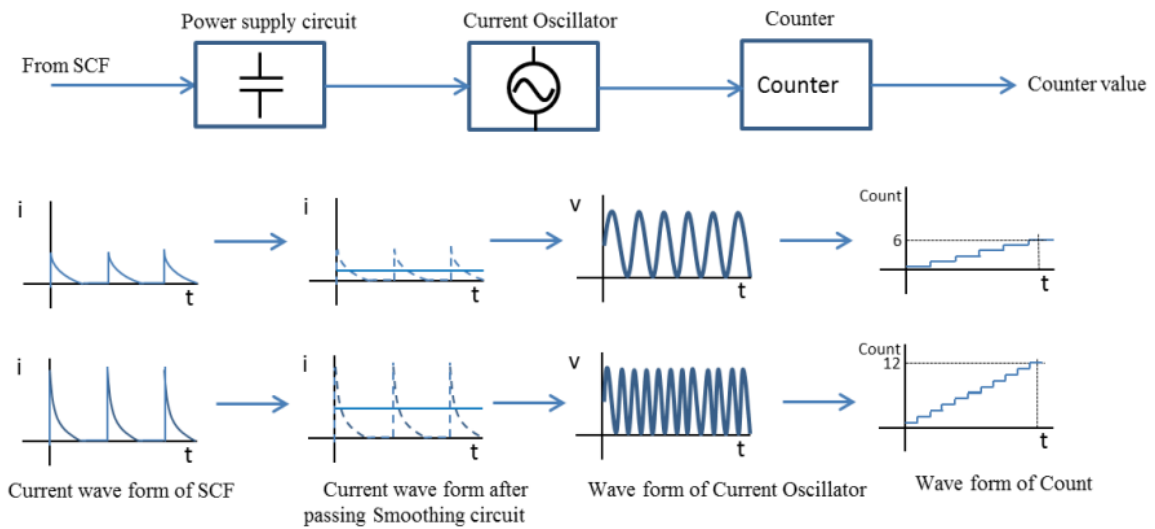 Power supply circuit
Current Oscillator
Counter
From SCF
Counter
Counter value
i
t
i
t
v
Count
6
t
i
t
i
t
v
Count
12
t
Current wave form of SCF
Current wave form after
passing Smoothing circuit
Wave form of Current Oscillator
Wave form of Count